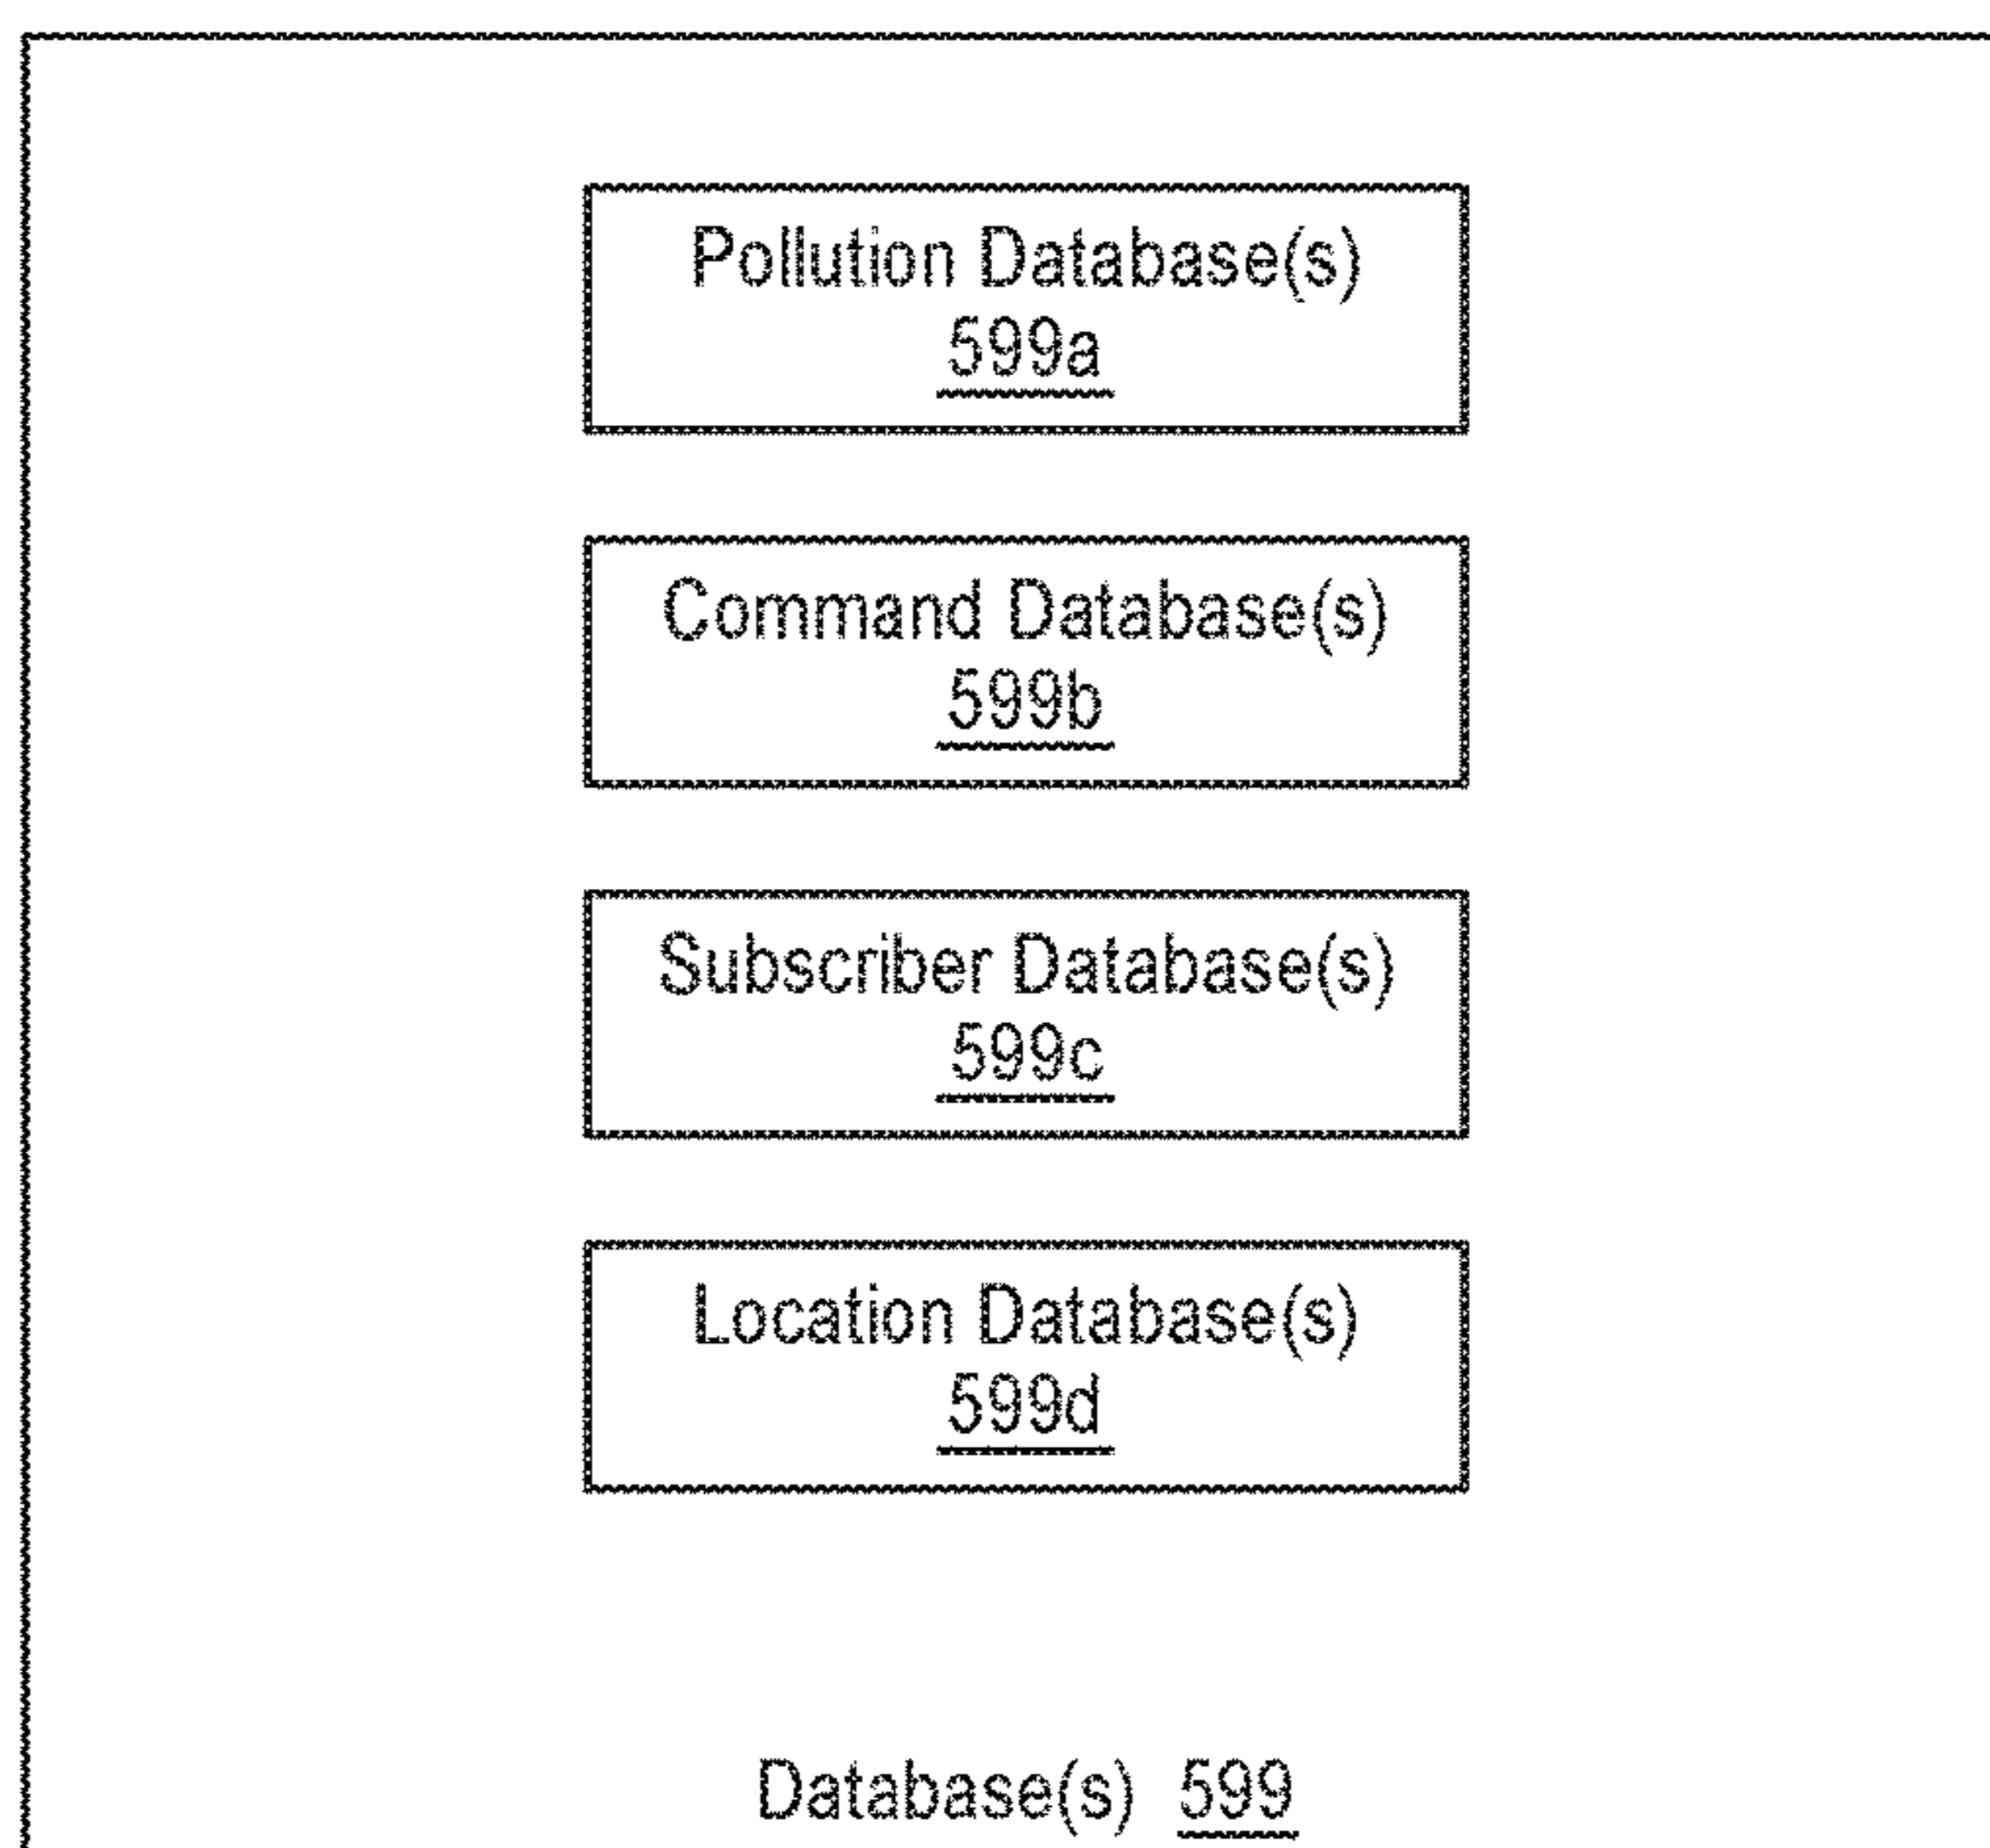 Pollution Database(s)
599a
Command Database(s)
599b
Subscriber Database(s)
599c
Location Database(s)
599d
Database(s) 599